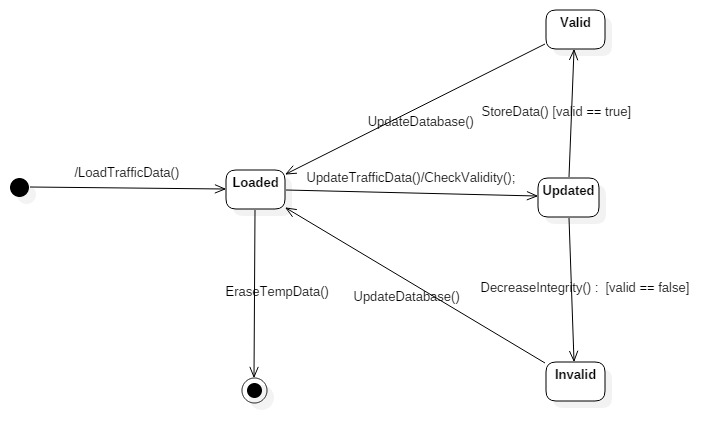 Valid
StoreData() [valid == true]
UpdateDatabase()
/LoadTrafficData()
Loaded
UpdateTrafficData()/CheckValidity();
Updated
EraseTempData()
UpdateDatabase()
DecreaseIntegrity() :  [valid == false]
Invalid